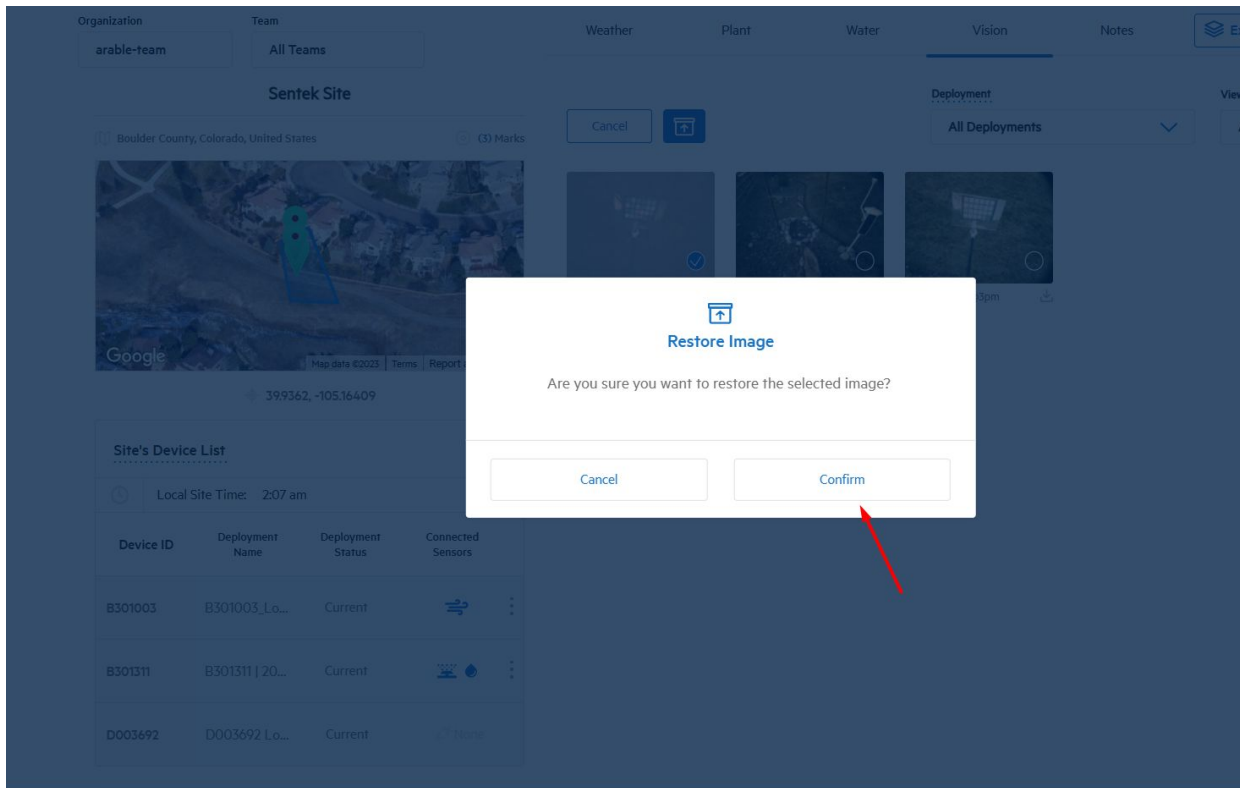 Organization
Team
arable-team
All Teams
Weather
Plant
Water
Vision
Notes
Sentek Site
Boulder County, Colorado, United States
(3) Marks
Cancel
Deployment
All Deployments
Google
Map data ©2023
Terms
Report
39.9362, -105.16409
3pm
Restore Image
Are you sure you want to restore the selected image?
Cancel
Confirm
Site's Device List
Local Site Time: 2:07 am
Device ID
Deployment Name
Deployment Status
Connected Sensors
B301003
B301003_Lo...
Current
B301311
B301311 | 20...
Current
D003692
D003692 Lo...
Current
None